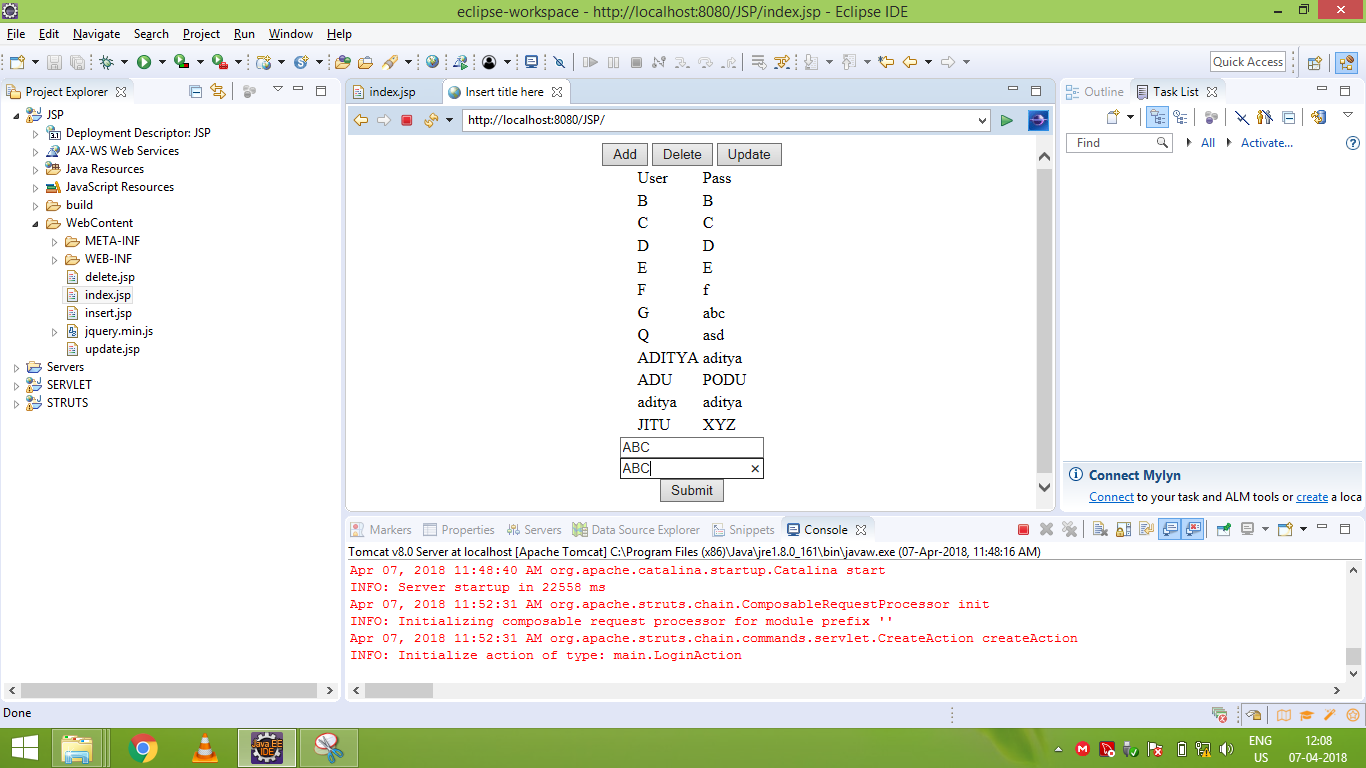 eclipse-workspace - http://localhost:8080/JSP/index.jsp - Eclipse IDE
File Edit Navigate Search Project Run Window Help
Quick Access
Project Explorer
JSP
Deployment Descriptor: JSP
JAX-WS Web Services
Java Resources
JavaScript Resources
build
WebContent
META-INF
WEB-INF
delete.jsp
index.jsp
insert.jsp
jquery.min.js
update.jsp
Servers
SERVLET
STRUTS
index.jsp Insert title here
http://localhost:8080/JSP/
Add Delete Update
User Pass
B B
C C
D D
E E
F f
G abc
Q asd
ADITYA aditya
ADU PODU
aditya aditya
JITU XYZ
ABC
ABC
Submit
Outline Task List
Find All Activate...
Connect Mylyn
Connect to your task and ALM tools or create a loca
Markers Properties Servers Data Source Explorer Snippets Console
Tomcat v8.0 Server at localhost [Apache Tomcat] C:\Program Files (x86)\Java\jre1.8.0_161\bin\javaw.exe (07-Apr-2018, 11:48:16 AM)
Apr 07, 2018 11:48:40 AM org.apache.catalina.startup.Catalina start
INFO: Server startup in 22558 ms
Apr 07, 2018 11:52:31 AM org.apache.struts.chain.ComposableRequestProcessor init
INFO: Initializing composable request processor for module prefix ''
Apr 07, 2018 11:52:31 AM org.apache.struts.chain.commands.servlet.CreateAction createAction
INFO: Initialize action of type: main.LoginAction
Done
Java EE
IDE
ENG
US
12:08
07-04-2018